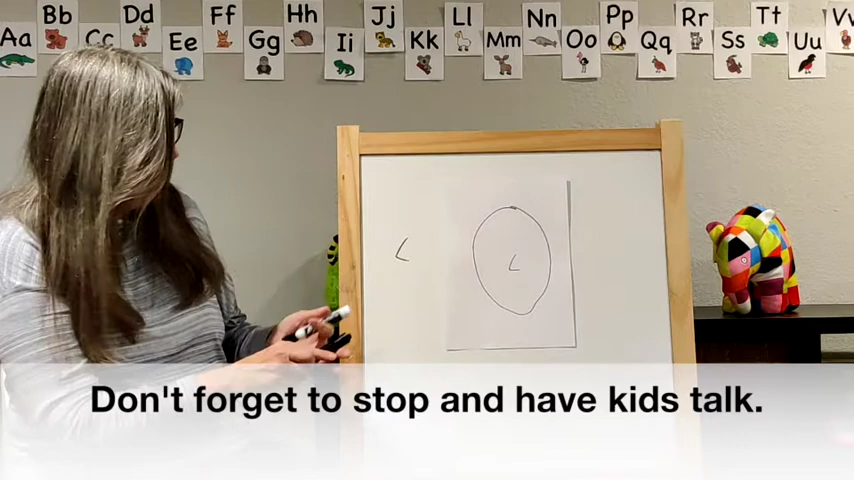 Aa Bb Cc Dd Ee Ff Gg Hh Ii Jj Kk Ll Mm Nn Oo Pp Qq Rr Ss Tt Uu Vv
Don't forget to stop and have kids talk.